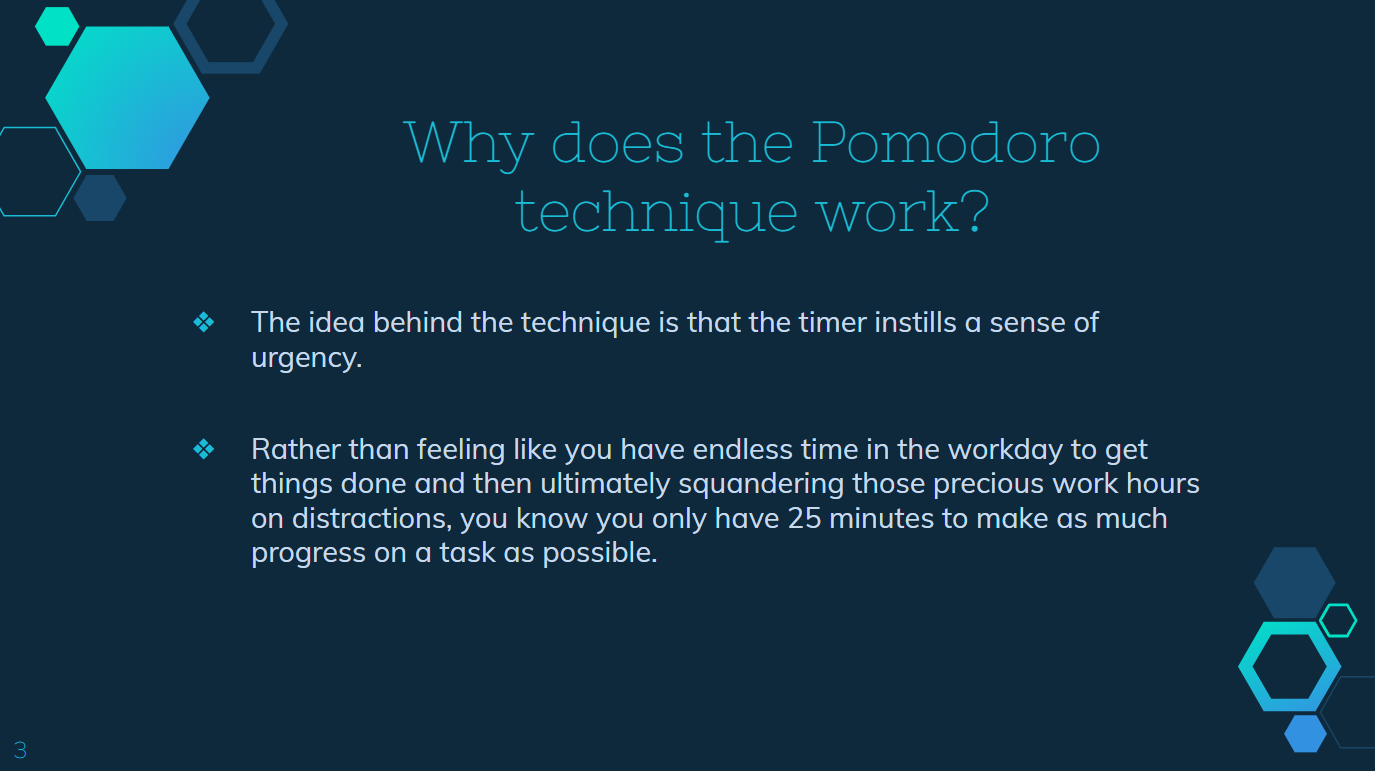 Why does the Pomodoro
technique work?
❖ The idea behind the technique is that the timer instills a sense of
urgency.
❖ Rather than feeling like you have endless time in the workday to get
things done and then ultimately squandering those precious work hours
on distractions, you know you only have 25 minutes to make as much
progress on a task as possible.
3